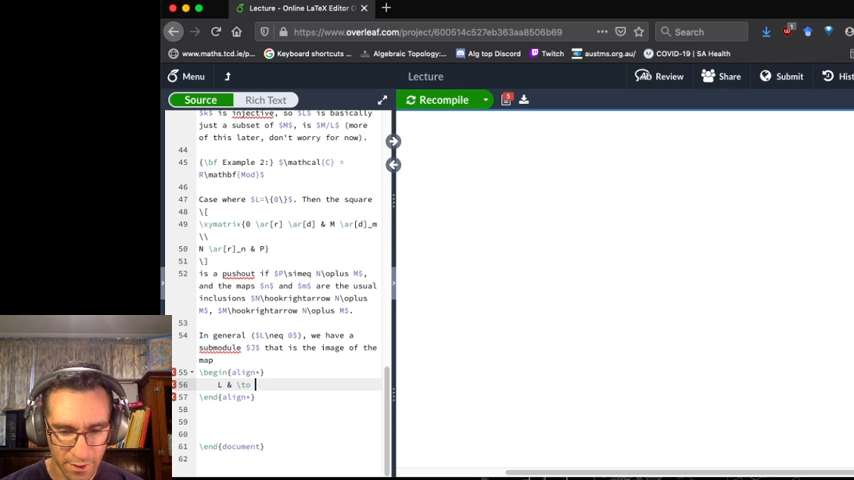 Lecture - Online LaTeX Editor O
https://www.overleaf.com/project/600514c527eb363aa8506b69
Search
www.maths.tcd.ie/~pb... Keyboard shortcuts ... Algebraic Topology:... Alg top Discord Twitch austms.org.au/ COVID-19 | SA Health
Menu Lecture Review Share Submit Hist
Source Rich Text Recompile 5
$k$ is injective, so $L$ is basically
just a subset of $M$, is $M/L$ (more
of this later, don't worry for now).
44
45 {\bf Example 2:} $\mathcal{C} =
R\mathbf{Mod}$
46
47 Case where $L=\{0\}$. Then the square
48 \[
49 \xymatrix{0 \ar[r] \ar[d] & M \ar[d]_m
\\
50 N \ar[r]_n & P}
51 \]
52 is a pushout if $P\simeq N\oplus M$,
and the maps $n$ and $m$ are the usual
inclusions $N\hookrightarrow N\oplus
M$, $M\hookrightarrow N\oplus M$.
53
54 In general ($L\neq 0$), we have a
submodule $J$ that is the image of the
map
55 \begin{align*}
56 L & \to
57 \end{align*}
58
59
60
61 \end{document}
62